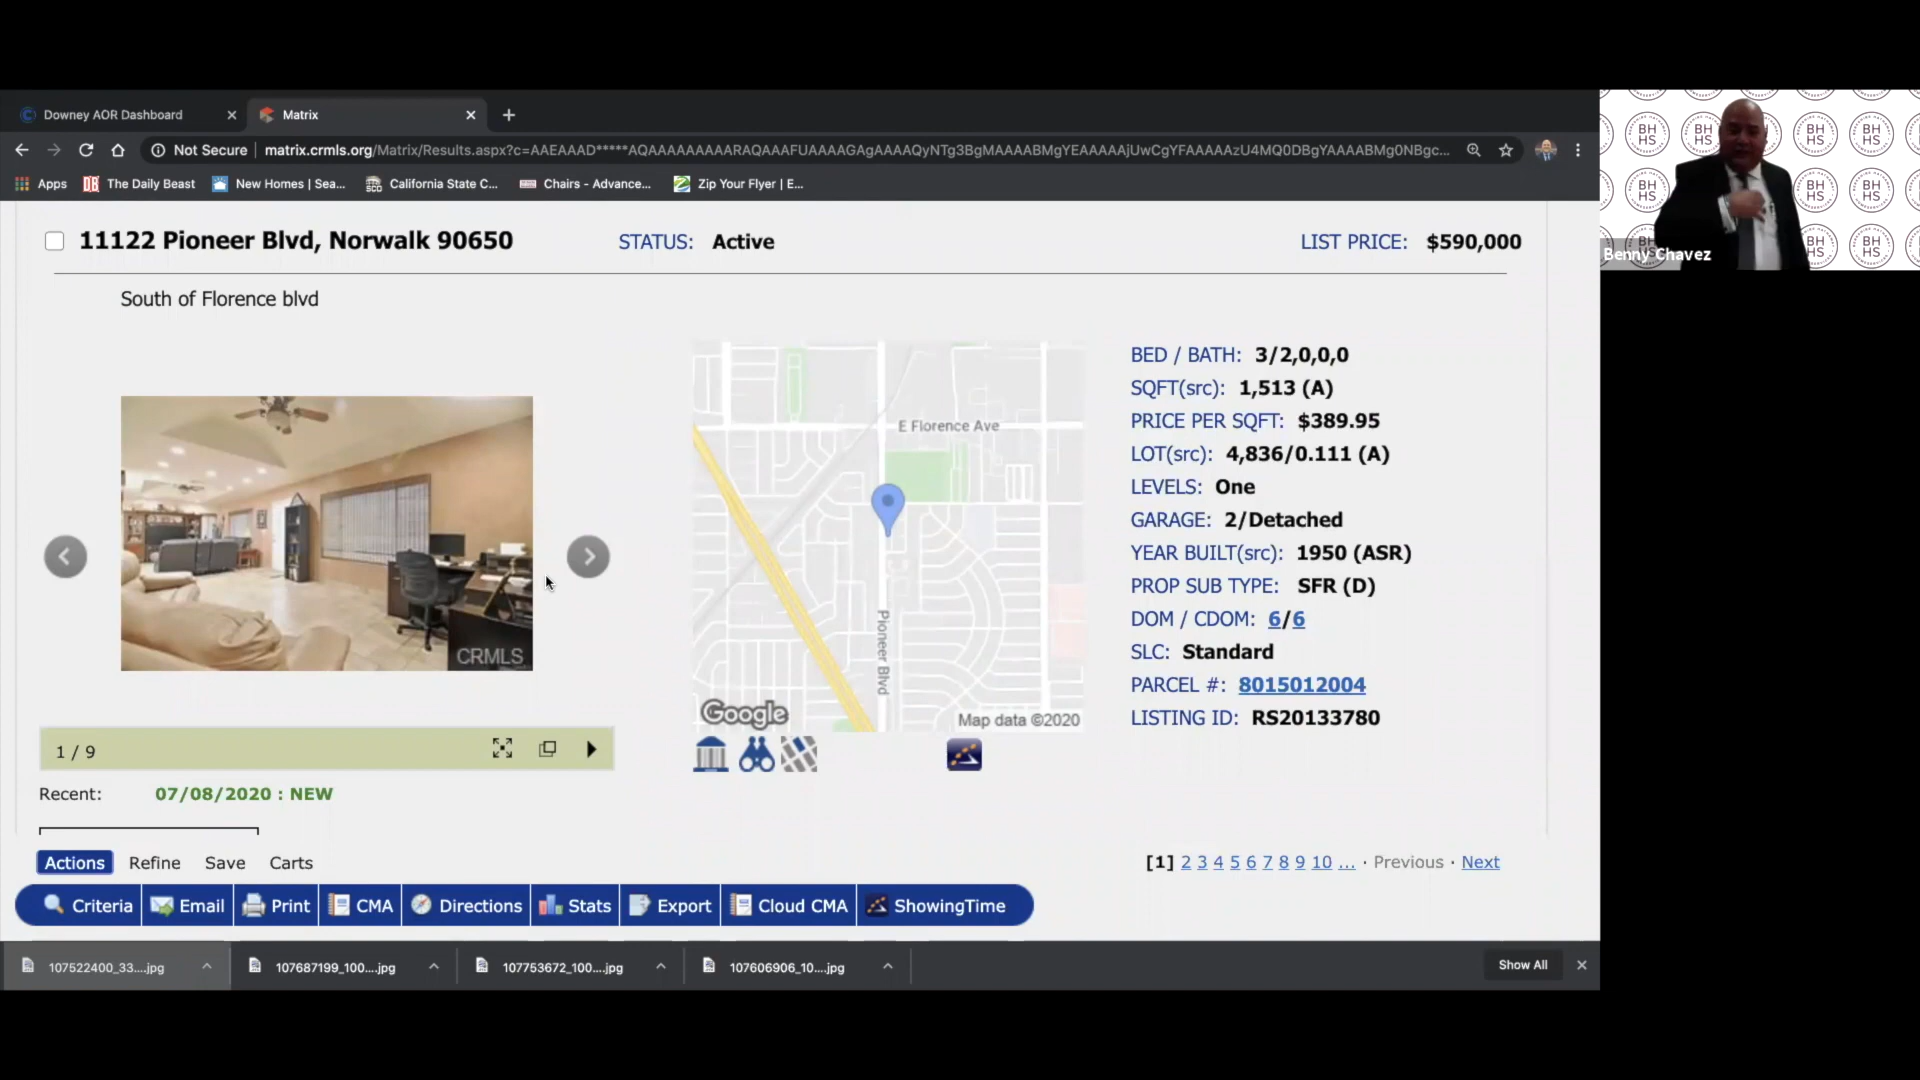 Downey AOR Dashboard
Matrix
Not Secure
matrix.crmls.org/Matrix/Results.aspx?c=AAEAAAD*****AQAAAAAAAAARAQAAAFUAAAAGAgAAAAQyNTg3BgMAAAABMgYEAAAAAjUwCgYFAAAAAzU4MQ0DBgYAAAABMg0NBgc...
Apps
The Daily Beast
New Homes | Sea...
California State C...
Chairs - Advance...
Zip Your Flyer | E...
11122 Pioneer Blvd, Norwalk 90650
STATUS: Active
LIST PRICE: $590,000
South of Florence blvd
CRMLS
1 / 9
Recent: 07/08/2020 : NEW
E Florence Ave
Pioneer Blvd
Google
Map data ©2020
BED / BATH: 3/2,0,0,0
SQFT(src): 1,513 (A)
PRICE PER SQFT: $389.95
LOT(src): 4,836/0.111 (A)
LEVELS: One
GARAGE: 2/Detached
YEAR BUILT(src): 1950 (ASR)
PROP SUB TYPE: SFR (D)
DOM / CDOM: 6/6
SLC: Standard
PARCEL #: 8015012004
LISTING ID: RS20133780
Actions Refine Save Carts
[1] 2 3 4 5 6 7 8 9 10 ... · Previous · Next
Criteria Email Print CMA Directions Stats Export Cloud CMA ShowingTime
107522400_33....jpg
107687199_100....jpg
107753672_100....jpg
107606906_10....jpg
Show All
BH
HS
Benny Chavez